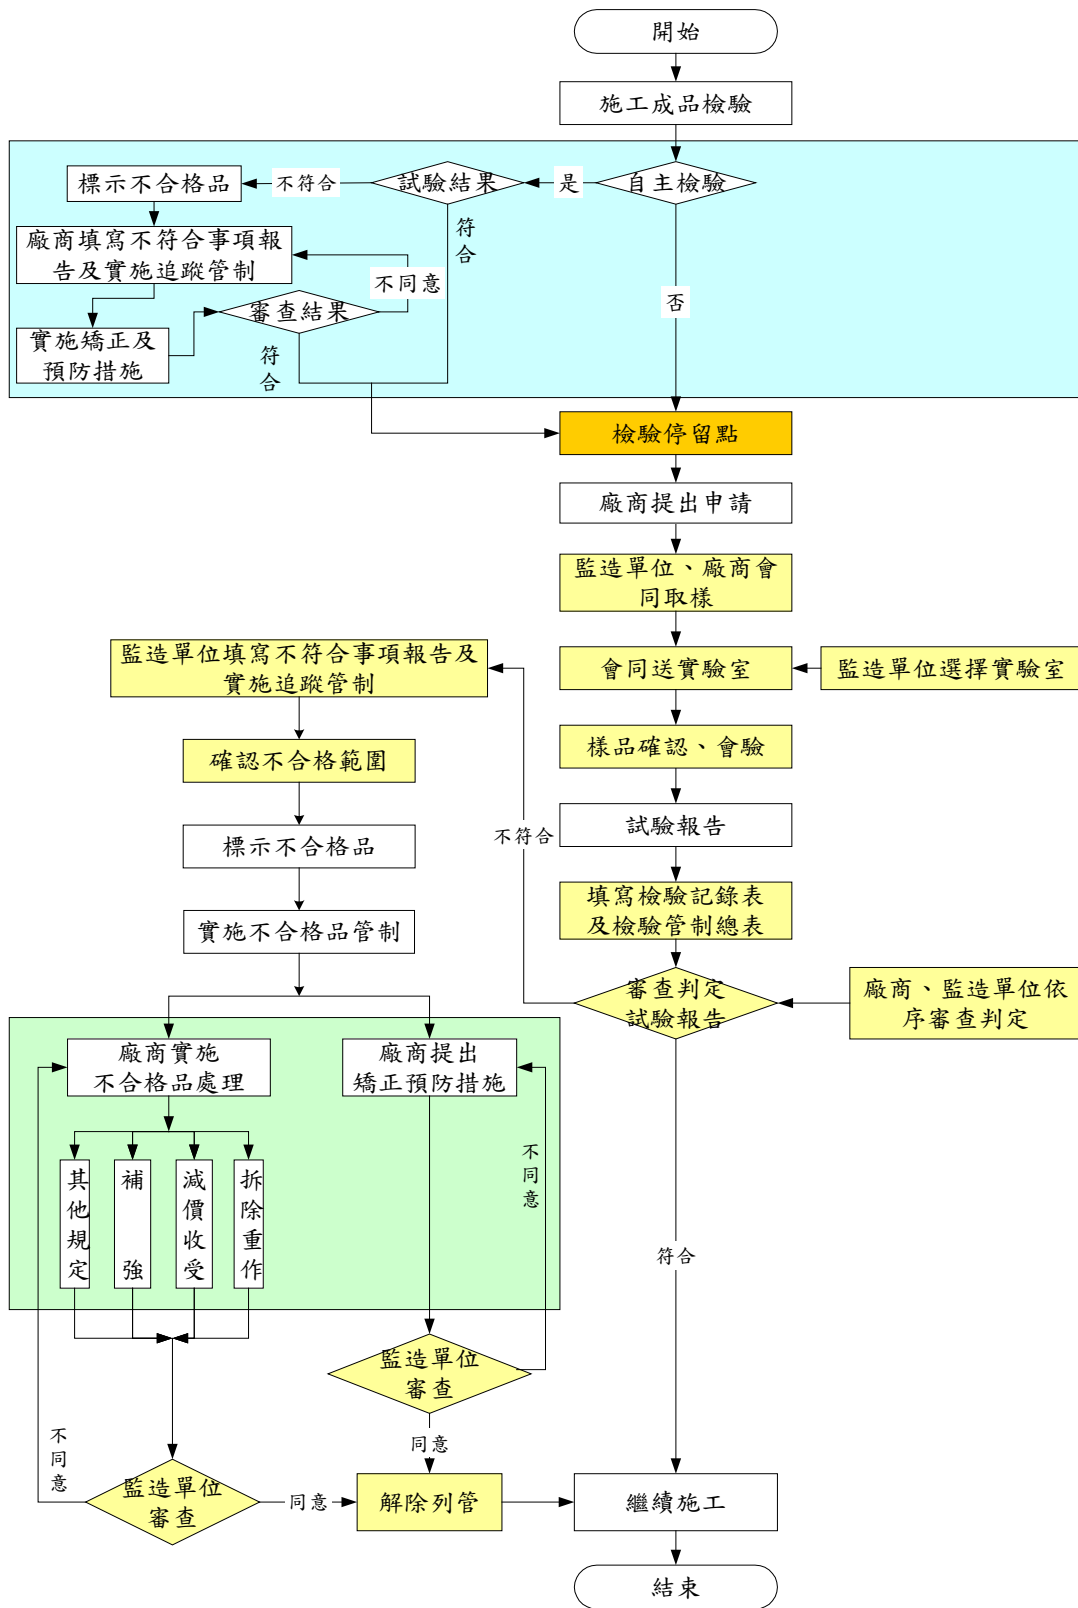 開始
施工成品檢驗
自主檢驗
是
試驗結果
不符合
標示不合格品
符
合
廠商填寫不符合事項報
告及實施追蹤管制
不同意
審查結果
否
實施矯正及
預防措施
符
合
檢驗停留點
廠商提出申請
監造單位、廠商會
同取樣
監造單位填寫不符合事項報告及
實施追蹤管制
會同送實驗室
監造單位選擇實驗室
確認不合格範圍
樣品確認、會驗
標示不合格品
不符合
試驗報告
實施不合格品管制
填寫檢驗記錄表
及檢驗管制總表
審查判定
試驗報告
廠商、監造單位依
序審查判定
廠商實施
不合格品處理
廠商提出
矯正預防措施
其他規定
補強
減價收受
拆除重作
不
同
意
符合
監造單位
審查
不
同
意
同意
監造單位
審查
同意
解除列管
繼續施工
結束